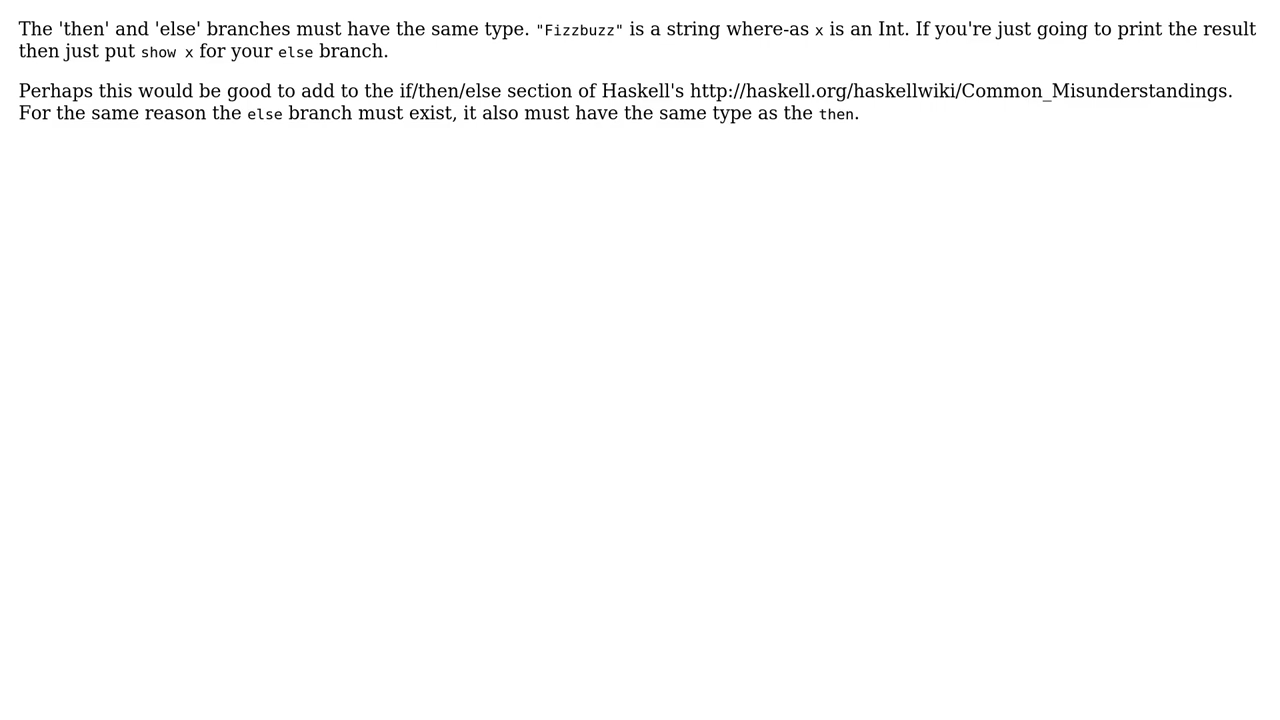 The 'then' and 'else' branches must have the same type. "Fizzbuzz" is a string where-as x is an Int. If you're just going to print the result
then just put show x for your else branch.
Perhaps this would be good to add to the if/then/else section of Haskell's http://haskell.org/haskellwiki/Common_Misunderstandings.
For the same reason the else branch must exist, it also must have the same type as the then.